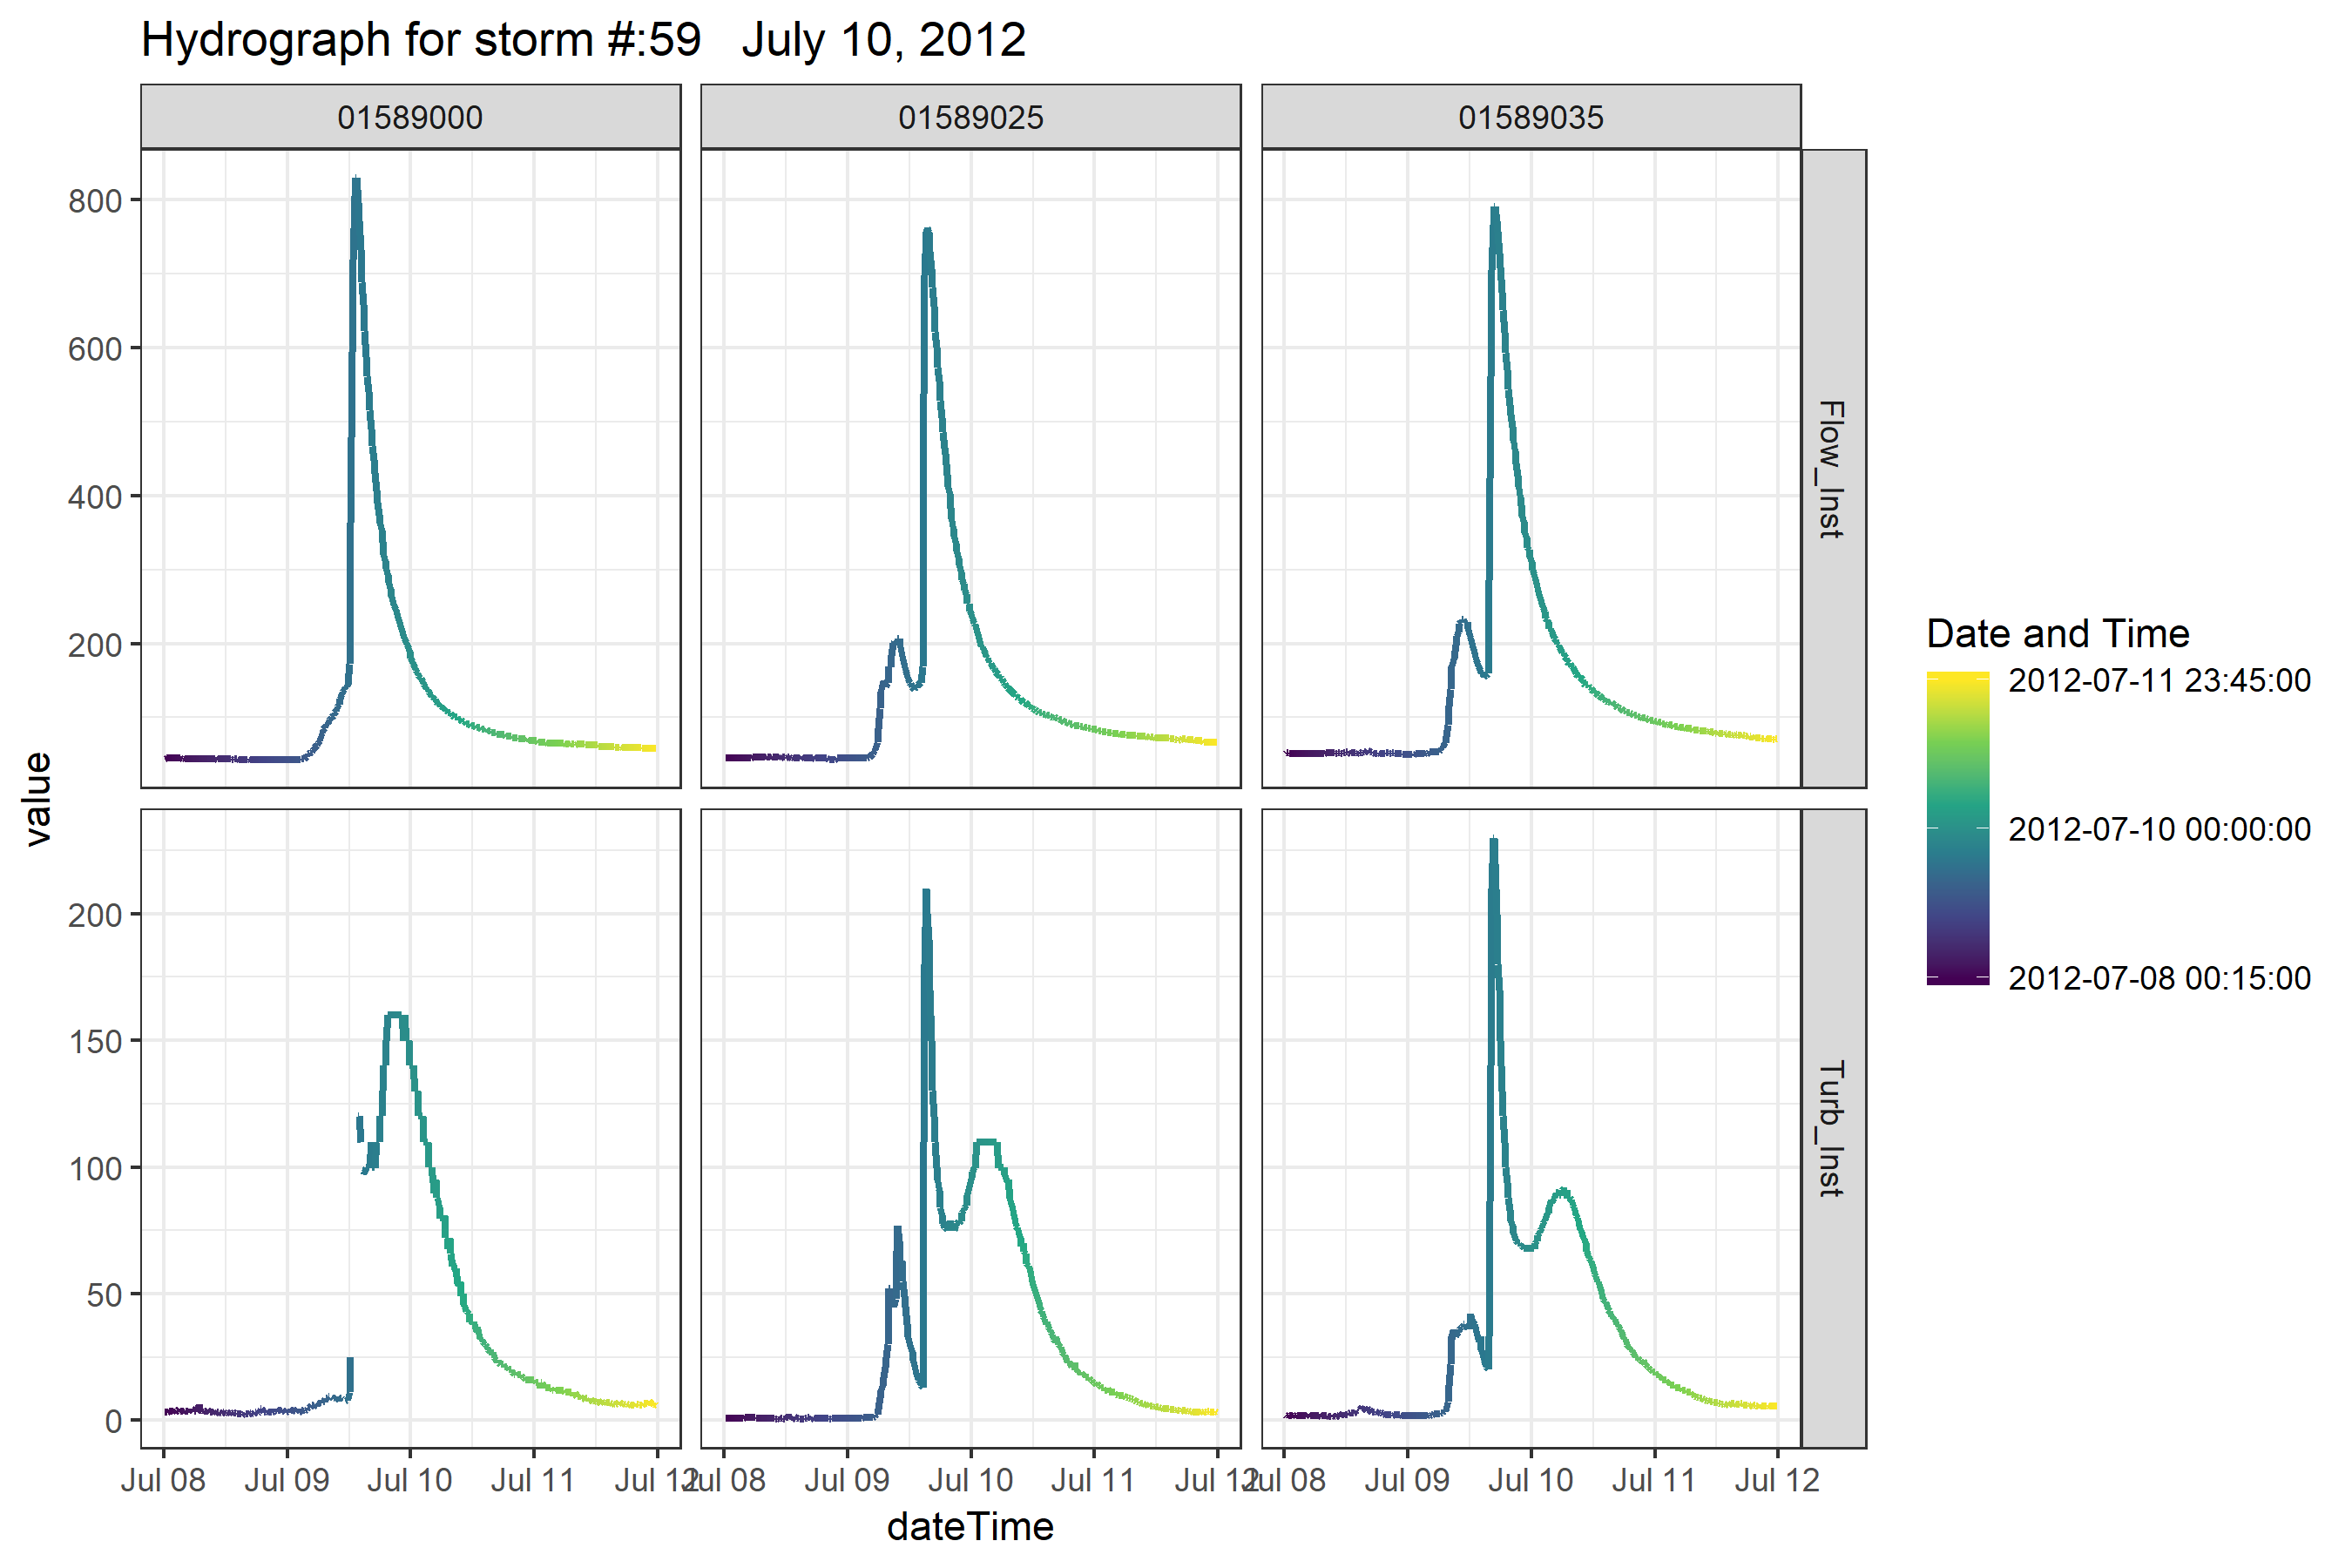 Hydrograph for storm #:59   July 10, 2012
01589000
01589025
01589035
800
600
400
200
Flow_Inst
value
200
150
100
50
0
Turb_Inst
Jul 08
Jul 09
Jul 10
Jul 11
Jul 12
Jul 08
Jul 09
Jul 10
Jul 11
Jul 12
Jul 08
Jul 09
Jul 10
Jul 11
Jul 12
dateTime
Date and Time
2012-07-11 23:45:00
2012-07-10 00:00:00
2012-07-08 00:15:00